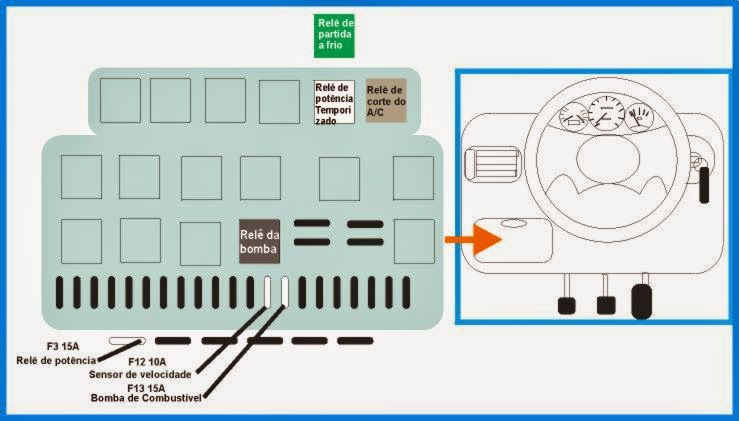 Relê de
partida
a frio
Relé de
potência
Tempori
zado
Relê de
corte do
A/C
Relê da
bomba
F3 15A
Relê de potência
F12 10A
Sensor de velocidade
F13 15A
Bomba de Combustível